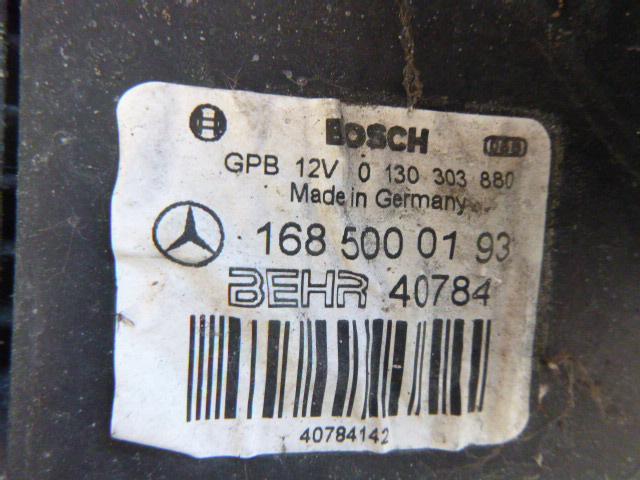 BOSCH
GPB 12V 0 130 303 880
Made in Germany
168 500 01 93
BEHR 40784
40784142